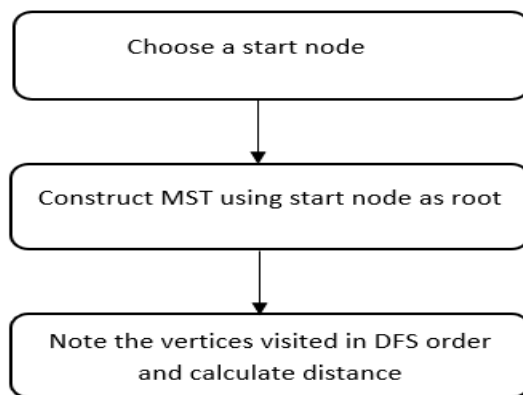 Choose a start node
Construct MST using start node as root
Note the vertices visited in DFS order
and calculate distance